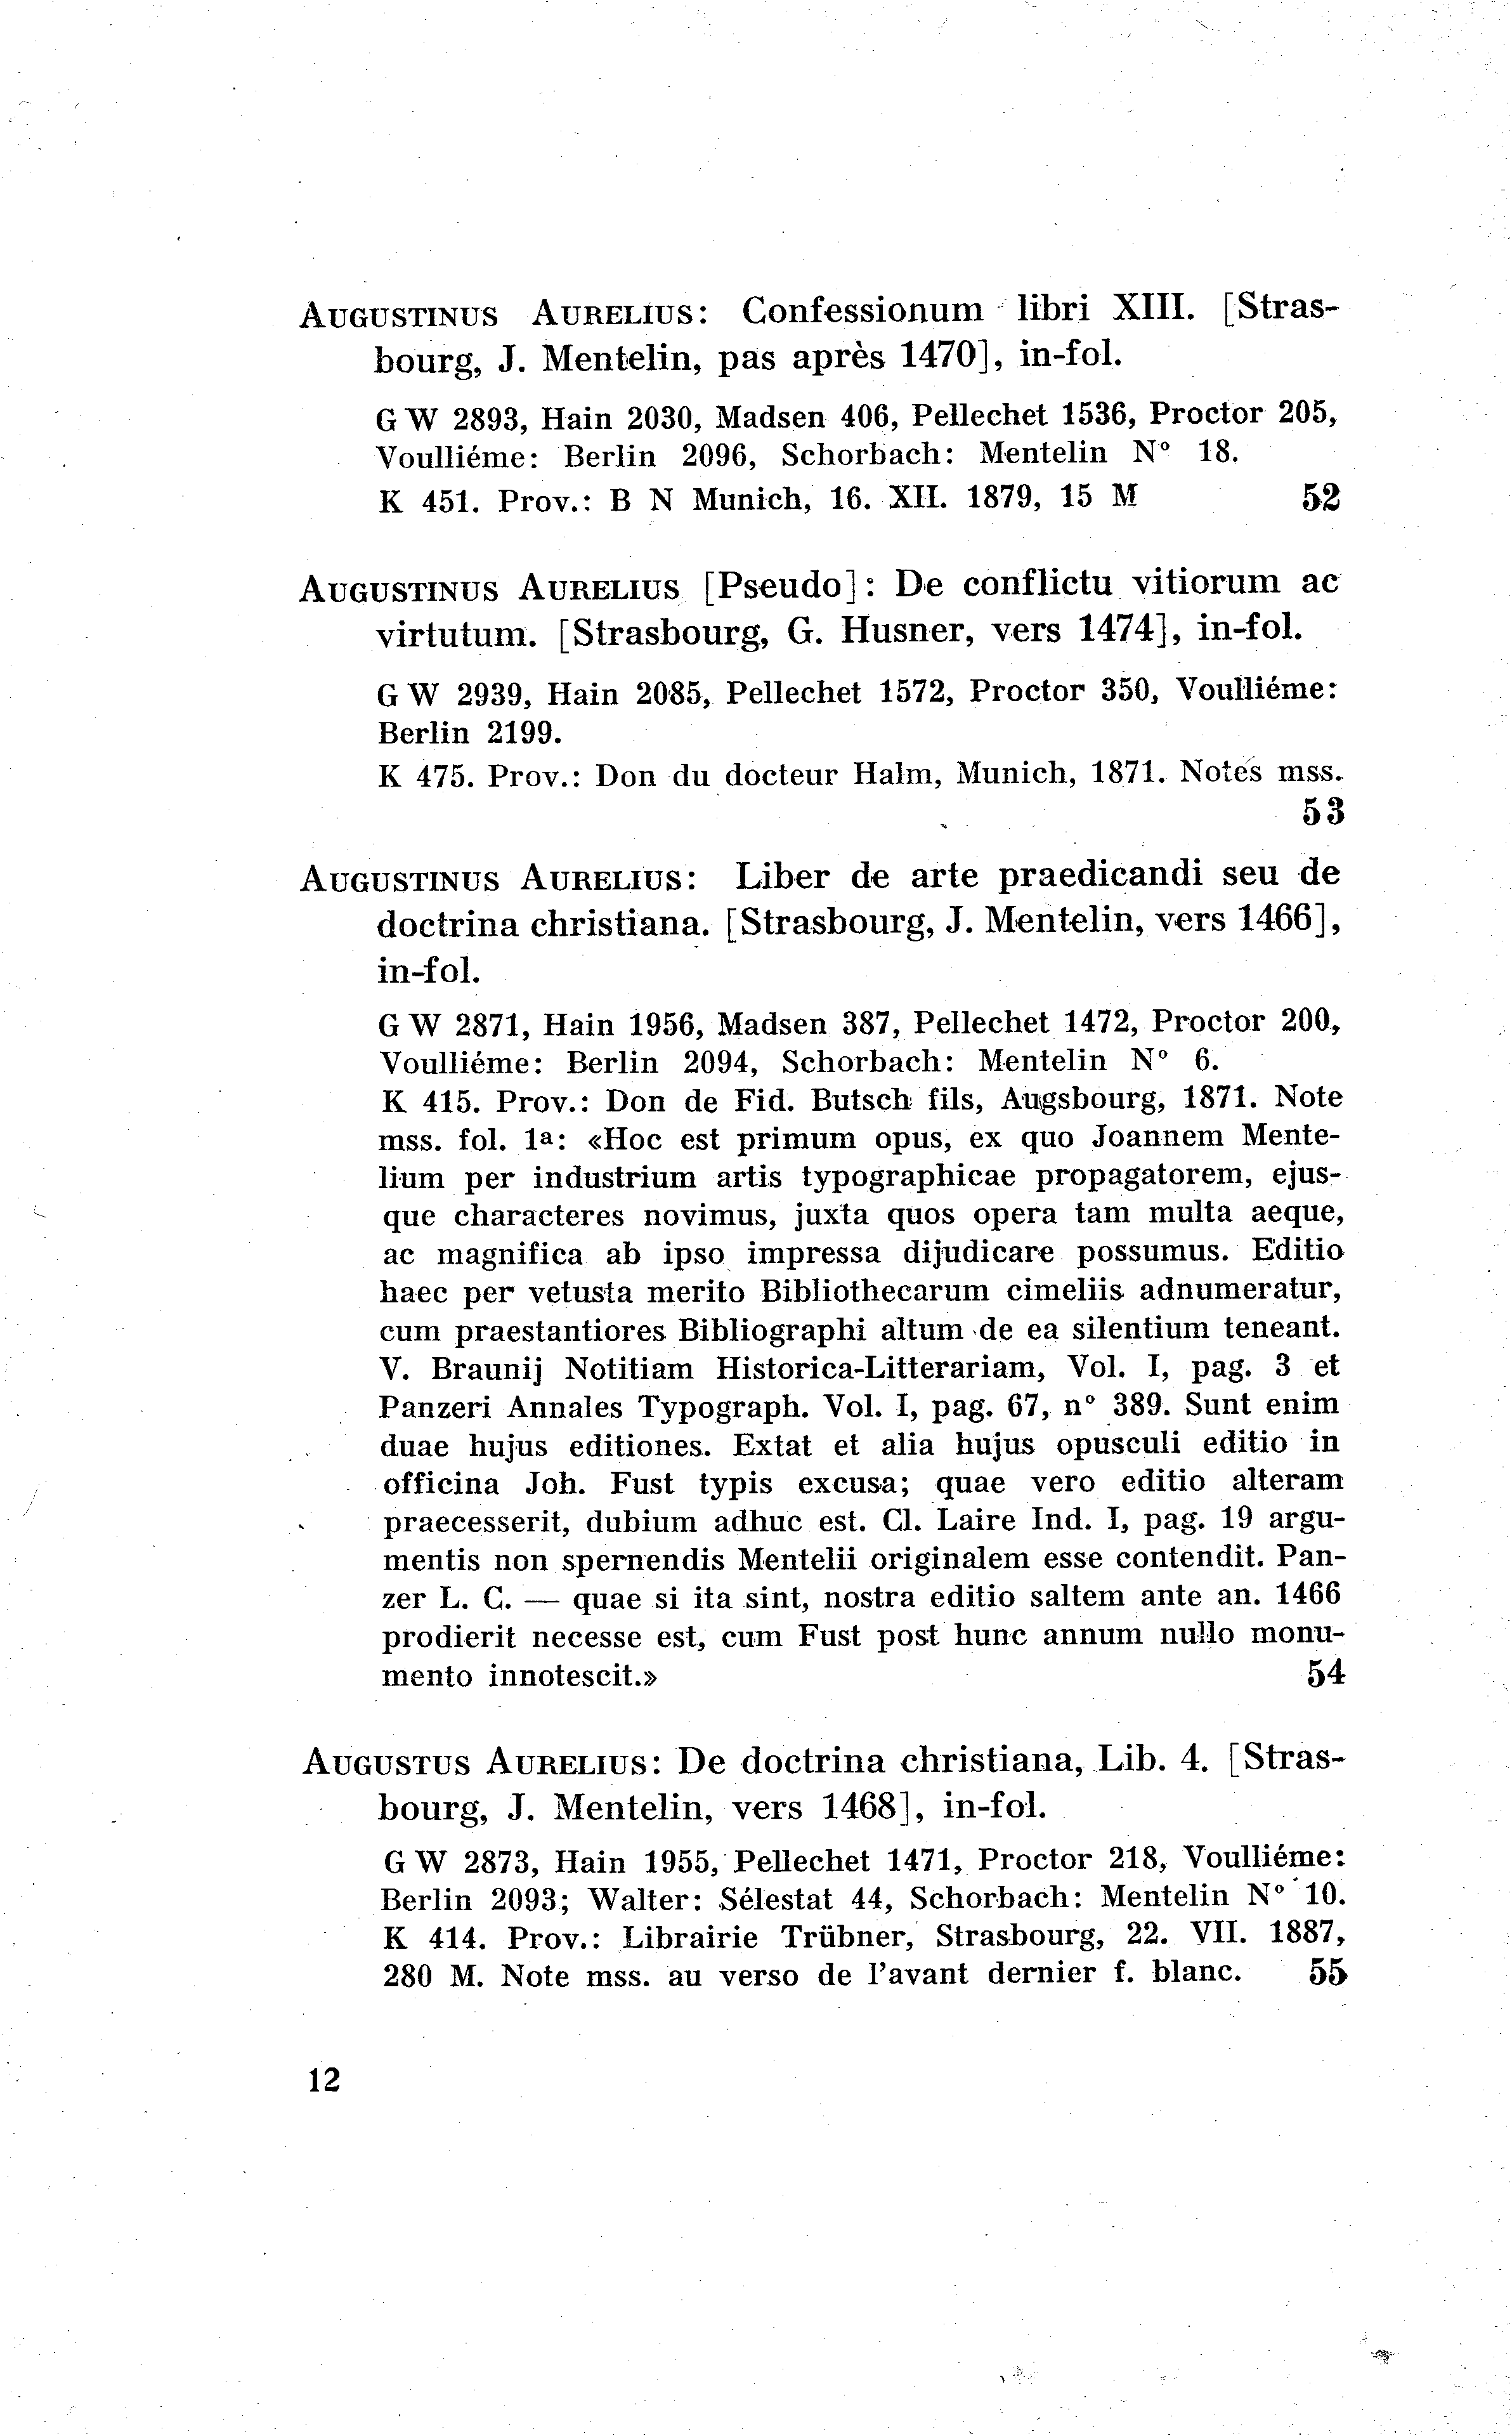 AUGUSTINUS AURELIUS: Confessionum libri XIII. [Stras-
bourg, J. Mentelin, pas après 1470], in-fol.
G W 2893, Hain 2030, Madsen 406, Pellechet 1536, Proctor 205,
Voulliéme: Berlin 2096, Schorbach: Mentelin N° 18.
K 451. Prov.: B N Munich, 16. XII. 1879, 15 M 52
AUGUSTINUS AURELIUS [Pseudo]: De conflictu vitiorum ac
virtutum. [Strasbourg, G. Husner, vers 1474], in-fol.
G W 2939, Hain 2085, Pellechet 1572, Proctor 350, Voulliéme:
Berlin 2199.
K 475. Prov.: Don du docteur Halm, Munich, 1871. Notes mss.
53
AUGUSTINUS AURELIUS: Liber de arte praedicandi seu de
doctrina christiana. [Strasbourg, J. Mentelin, vers 1466],
in-fol.
G W 2871, Hain 1956, Madsen 387, Pellechet 1472, Proctor 200,
Voulliéme: Berlin 2094, Schorbach: Mentelin N° 6.
K 415. Prov.: Don de Fid. Butsch fils, Augsbourg, 1871. Note
mss. fol. 1a: «Hoc est primum opus, ex quo Joannem Mente-
lium per industrium artis typographicae propagatorem, ejus-
que characteres novimus, juxta quos opera tam multa aeque,
ac magnifica ab ipso impressa dijudicare possumus. Editio
haec per vetusta merito Bibliothecarum cimeliis adnumeratur,
cum praestantiores Bibliographi altum de ea silentium teneant.
V. Braunij Notitiam Historica-Litterariam, Vol. I, pag. 3 et
Panzeri Annales Typograph. Vol. I, pag. 67, n° 389. Sunt enim
duae hujus editiones. Extat et alia hujus opusculi editio in
officina Joh. Fust typis excusa; quae vero editio alteram
praecesserit, dubium adhuc est. Cl. Laire Ind. I, pag. 19 argu-
mentis non spernendis Mentelii originalem esse contendit. Pan-
zer L. C. — quae si ita sint, nostra editio saltem ante an. 1466
prodierit necesse est, cum Fust post hunc annum nullo monu-
mento innotescit.» 54
AUGUSTUS AURELIUS: De doctrina christiana, Lib. 4. [Stras-
bourg, J. Mentelin, vers 1468], in-fol.
G W 2873, Hain 1955, Pellechet 1471, Proctor 218, Voulliéme:
Berlin 2093; Walter: Sélestat 44, Schorbach: Mentelin N° 10.
K 414. Prov.: Librairie Trübner, Strasbourg, 22. VII. 1887,
280 M. Note mss. au verso de l'avant dernier f. blanc. 55
12